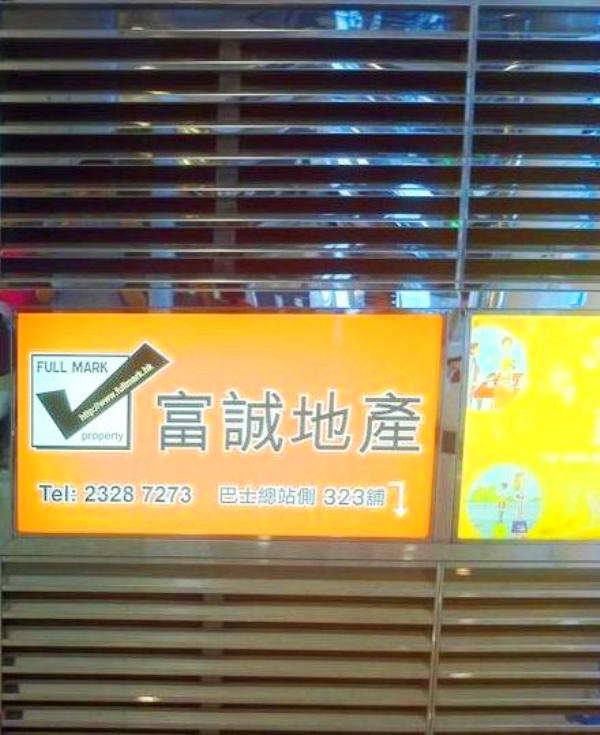 FULL MARK
http://www.fullmark.hk
property
富誠地產
Tel: 2328 7273 巴士總站側 323舖